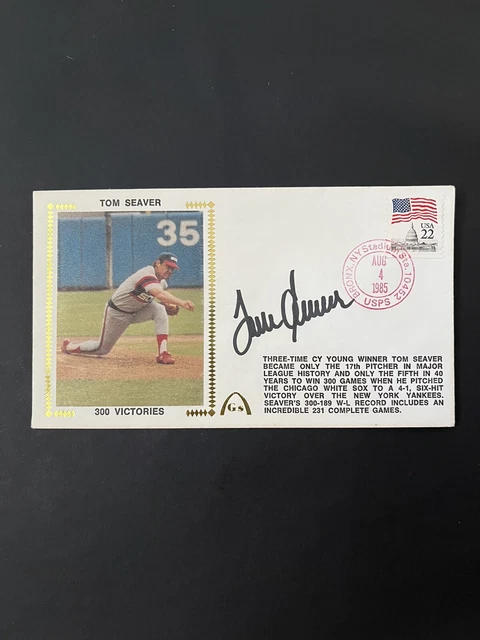 TOM SEAVER
35
300 VICTORIES
Gs
USA
22
BRONX, NY Stadium Sta. 10452
AUG
4
1985
USPS
Tom Seaver
THREE-TIME CY YOUNG WINNER TOM SEAVER
BECAME ONLY THE 17th PITCHER IN MAJOR
LEAGUE HISTORY AND ONLY THE FIFTH IN 40
YEARS TO WIN 300 GAMES WHEN HE PITCHED
THE CHICAGO WHITE SOX TO A 4-1, SIX-HIT
VICTORY OVER THE NEW YORK YANKEES.
SEAVER'S 300-189 W-L RECORD INCLUDES AN
INCREDIBLE 231 COMPLETE GAMES.